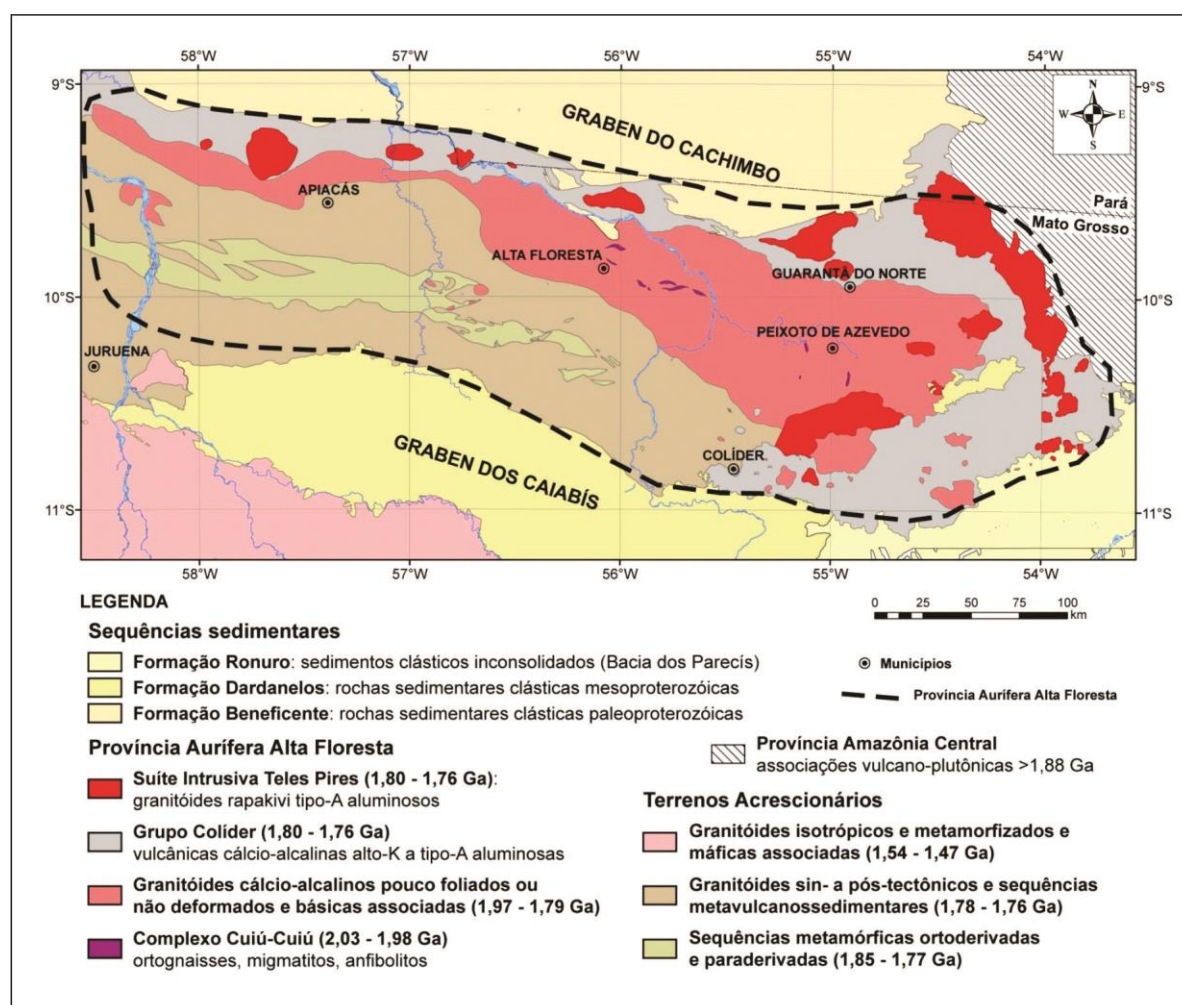 58°W 57°W 56°W 55°W 54°W
9°S 9°S
N
W E
S
GRABEN DO CACHIMBO
Pará
Mato Grosso
APIACÁS
ALTA FLORESTA
GUARANTÃ DO NORTE
10°S 10°S
PEIXOTO DE AZEVEDO
JURUENA
COLÍDER
GRABEN DOS CAIABÍS
11°S 11°S
58°W 57°W 56°W 55°W 54°W
LEGENDA
0 25 50 75 100
km
Sequências sedimentares
Formação Ronuro: sedimentos clásticos inconsolidados (Bacia dos Parecís)
Formação Dardanelos: rochas sedimentares clásticas mesoproterozóicas
Formação Beneficente: rochas sedimentares clásticas paleoproterozóicas
Municípios
Província Aurífera Alta Floresta
Província Aurífera Alta Floresta
Suíte Intrusiva Teles Pires (1,80 - 1,76 Ga):
granitóides rapakivi tipo-A aluminosos
Grupo Colíder (1,80 - 1,76 Ga)
vulcânicas cálcio-alcalinas alto-K a tipo-A aluminosas
Granitóides cálcio-alcalinos pouco foliados ou
não deformados e básicas associadas (1,97 - 1,79 Ga)
Complexo Cuiú-Cuiú (2,03 - 1,98 Ga)
ortognaisses, migmatitos, anfibolitos
Província Amazônia Central
associações vulcano-plutônicas >1,88 Ga
Terrenos Acrescionários
Granitóides isotrópicos e metamorfizados e
máficas associadas (1,54 - 1,47 Ga)
Granitóides sin- a pós-tectônicos e sequências
metavulcanossedimentares (1,78 - 1,76 Ga)
Sequências metamórficas ortoderivadas
e paraderivadas (1,85 - 1,77 Ga)